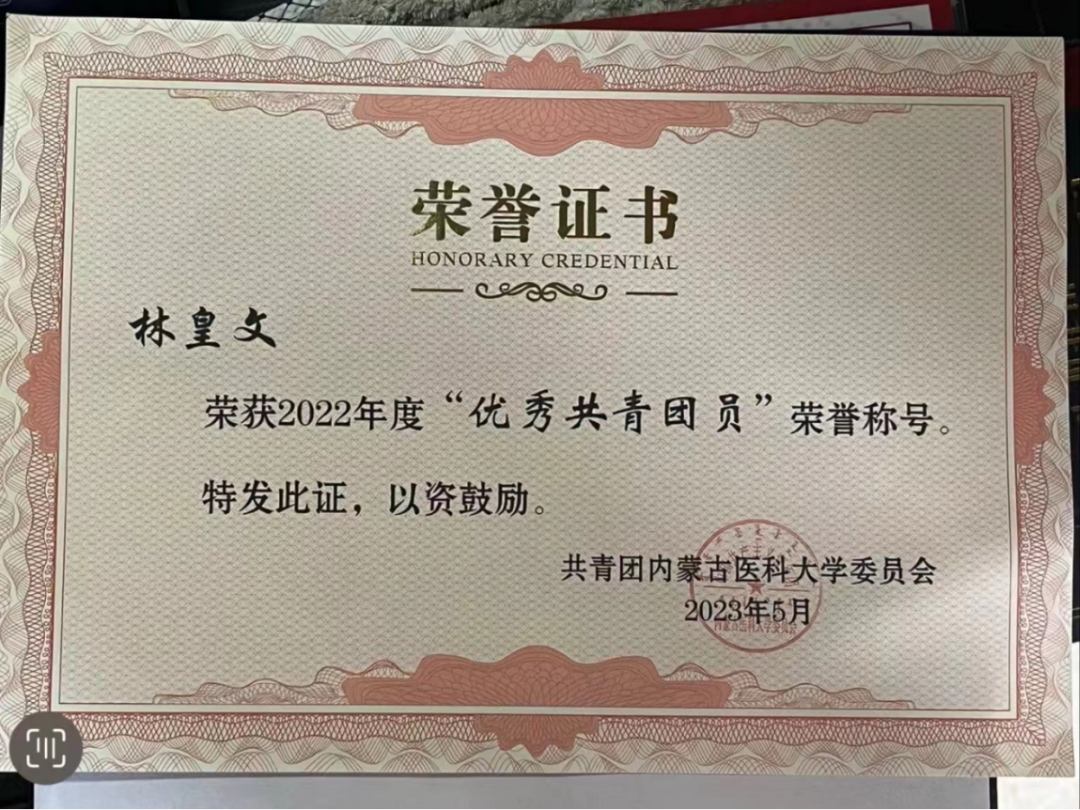 荣誉证书
HONORARY CREDENTIAL
林皇文
荣获2022年度“优秀共青团员”荣誉称号。
特发此证，以资鼓励。
共青团内蒙古医科大学委员会
2023年5月